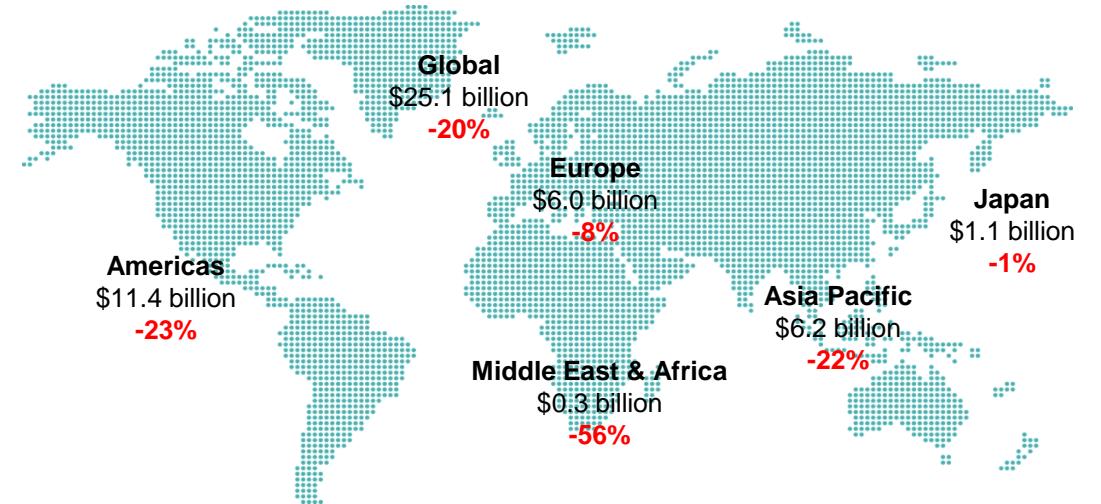 Global
$25.1 billion
-20%
Europe
$6.0 billion
-8%
Japan
$1.1 billion
-1%
Americas
$11.4 billion
-23%
Asia Pacific
$6.2 billion
-22%
Middle East & Africa
$0.3 billion
-56%